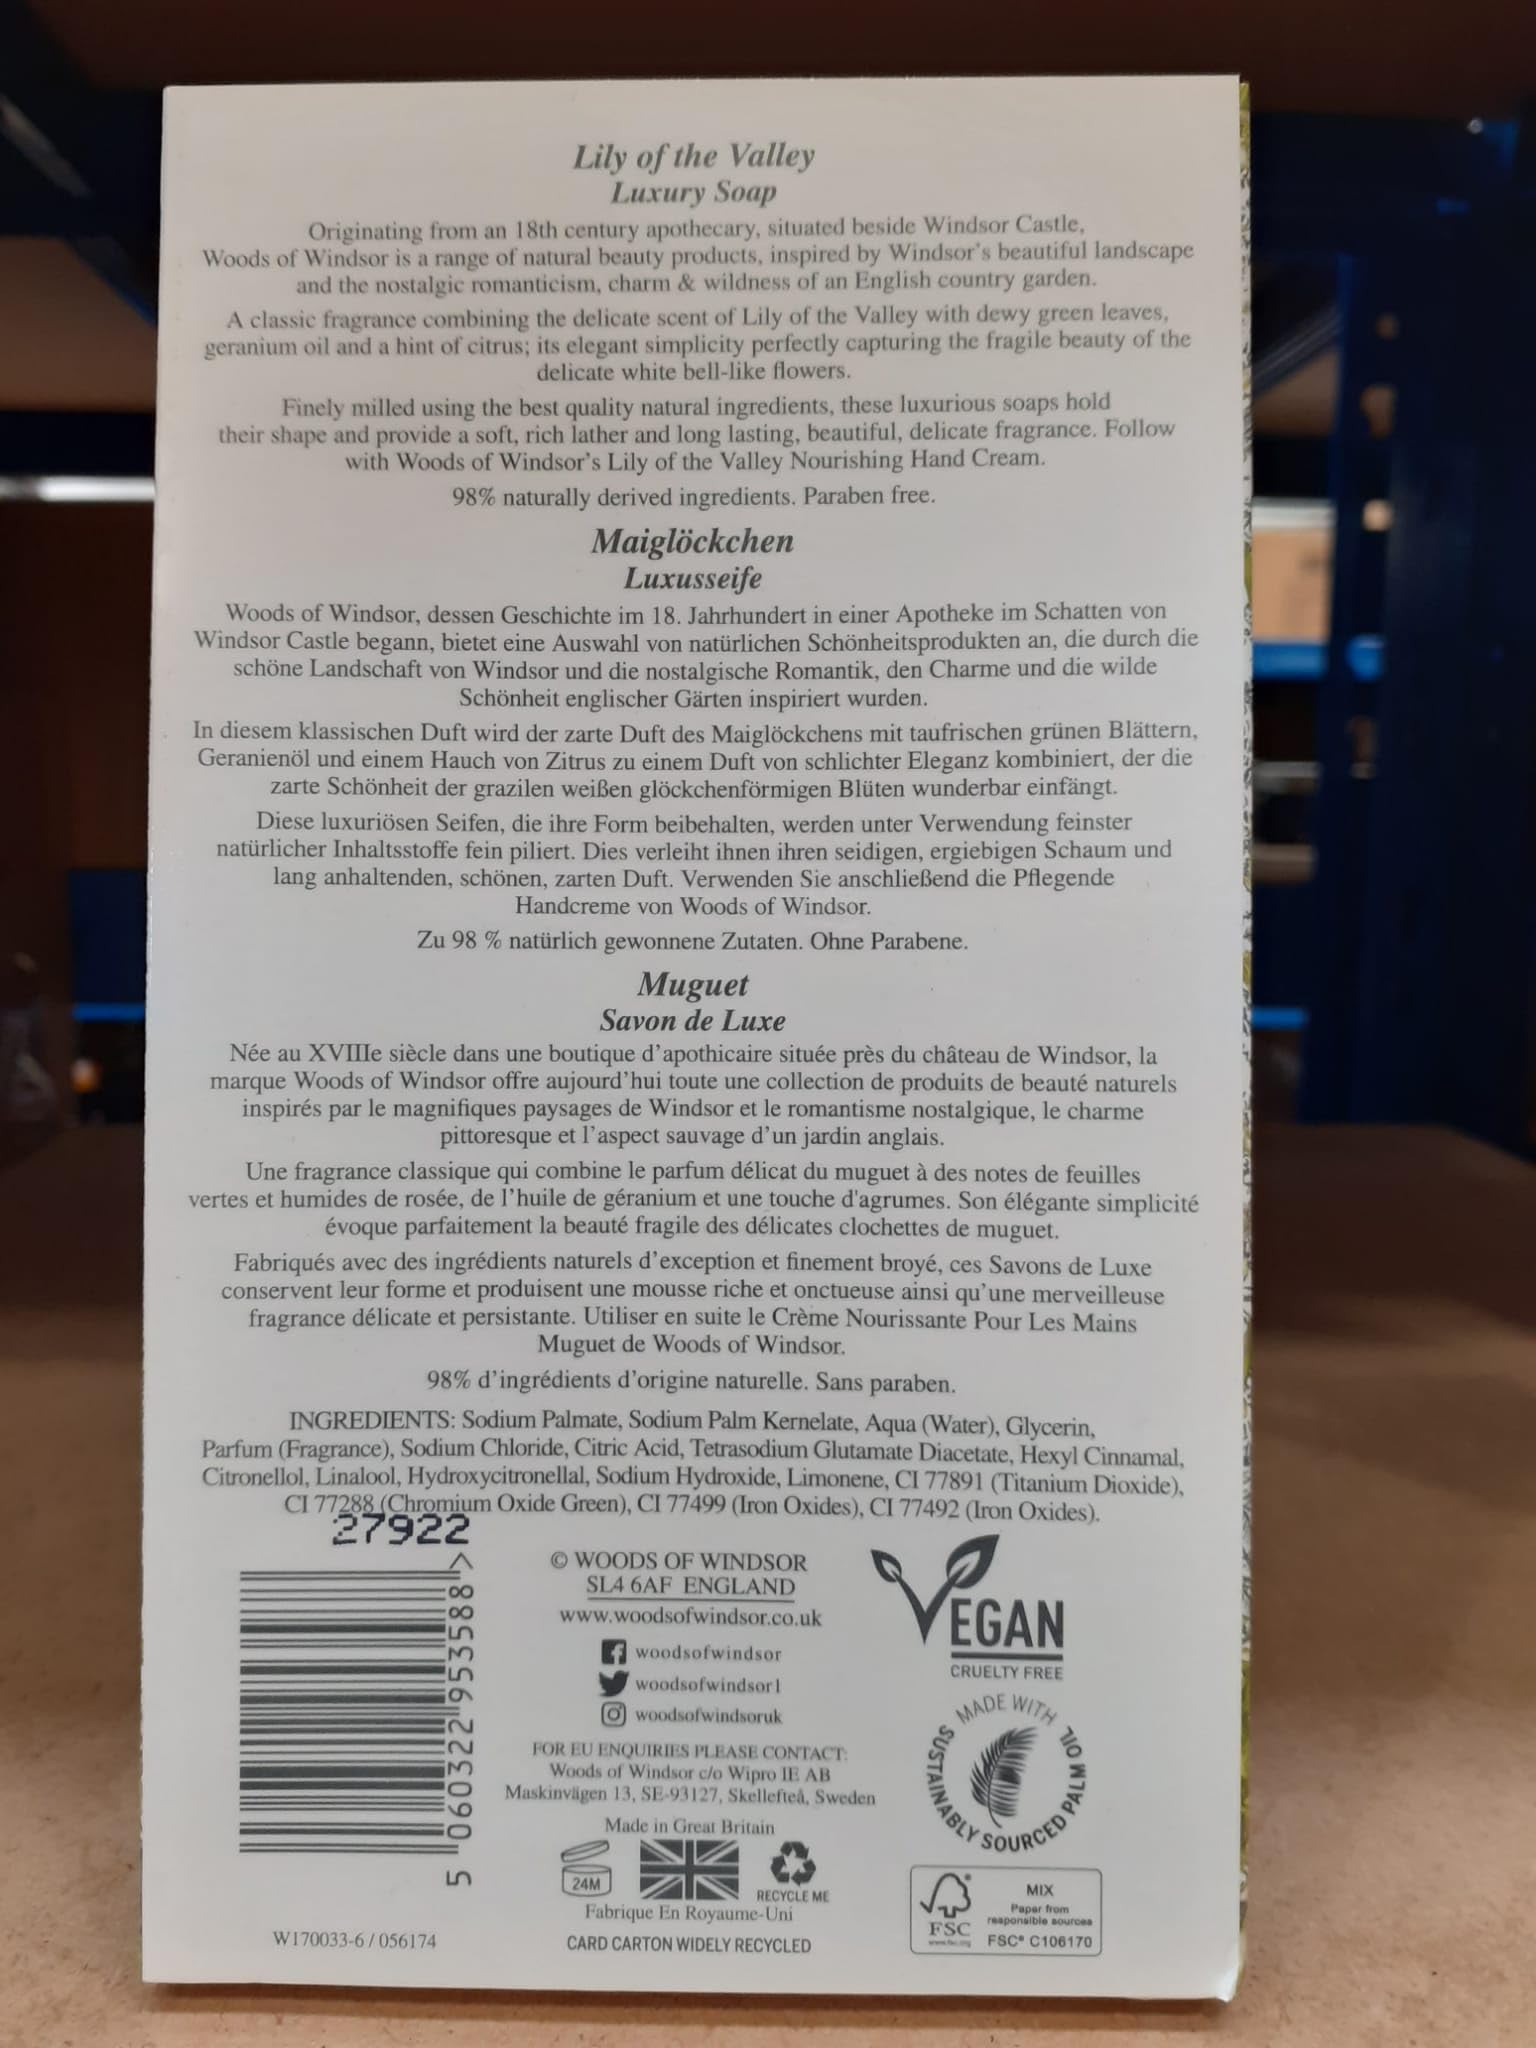 Lily of the Valley
Luxury Soap
Originating from an 18th century apothecary, situated beside Windsor Castle,
Woods of Windsor is a range of natural beauty products, inspired by Windsor's beautiful landscape
and the nostalgic romanticism, charm & wildness of an English country garden.
A classic fragrance combining the delicate scent of Lily of the Valley with dewy green leaves,
geranium oil and a hint of citrus; its elegant simplicity perfectly capturing the fragile beauty of the
delicate white bell-like flowers.
Finely milled using the best quality natural ingredients, these luxurious soaps hold
their shape and provide a soft, rich lather and long lasting, beautiful, delicate fragrance. Follow
with Woods of Windsor's Lily of the Valley Nourishing Hand Cream.
98% naturally derived ingredients. Paraben free.
Maiglöckchen
Luxusseife
Woods of Windsor, dessen Geschichte im 18. Jahrhundert in einer Apotheke im Schatten von
Windsor Castle begann, bietet eine Auswahl von natürlichen Schönheitsprodukten an, die durch die
schöne Landschaft von Windsor und die nostalgische Romantik, den Charme und die wilde
Schönheit englischer Gärten inspiriert wurden.
In diesem klassischen Duft wird der zarte Duft des Maiglöckchens mit taufrischen grünen Blättern,
Geranienöl und einem Hauch von Zitrus zu einem Duft von schlichter Eleganz kombiniert, der die
zarte Schönheit der grazilen weißen glöckchenförmigen Blüten wunderbar einfängt.
Diese luxuriösen Seifen, die ihre Form beibehalten, werden unter Verwendung feinster
natürlicher Inhaltsstoffe fein piliert. Dies verleiht ihnen ihren seidigen, ergiebigen Schaum und
lang anhaltenden, schönen, zarten Duft. Verwenden Sie anschließend die Pflegende
Handcreme von Woods of Windsor.
Zu 98 % natürlich gewonnene Zutaten. Ohne Parabene.
Muguet
Savon de Luxe
Née au XVIIIe siècle dans une boutique d'apothicaire située près du château de Windsor, la
marque Woods of Windsor offre aujourd'hui toute une collection de produits de beauté naturels
inspirés par le magnifiques paysages de Windsor et le romantisme nostalgique, le charme
pittoresque et l'aspect sauvage d'un jardin anglais.
Une fragrance classique qui combine le parfum délicat du muguet à des notes de feuilles
vertes et humides de rosée, de l'huile de géranium et une touche d'agrumes. Son élégante simplicité
évoque parfaitement la beauté fragile des délicates clochettes de muguet.
Fabriqués avec des ingrédients naturels d'exception et finement broyé, ces Savons de Luxe
conservent leur forme et produisent une mousse riche et onctueuse ainsi qu'une merveilleuse
fragrance délicate et persistante. Utiliser en suite le Crème Nourissante Pour Les Mains
Muguet de Woods of Windsor.
98% d'ingrédients d'origine naturelle. Sans paraben.
INGREDIENTS: Sodium Palmate, Sodium Palm Kernelate, Aqua (Water), Glycerin,
Parfum (Fragrance), Sodium Chloride, Citric Acid, Tetrasodium Glutamate Diacetate, Hexyl Cinnamal,
Citronellol, Linalool, Hydroxycitronellal, Sodium Hydroxide, Limonene, CI 77891 (Titanium Dioxide),
CI 77288 (Chromium Oxide Green), CI 77499 (Iron Oxides), CI 77492 (Iron Oxides).
27922
5 060322 953588 >
W170033-6 / 056174
© WOODS OF WINDSOR
SL4 6AF ENGLAND
www.woodsofwindsor.co.uk
woodsofwindsor
woodsofwindsor1
woodsofwindsoruk
FOR EU ENQUIRIES PLEASE CONTACT:
Woods of Windsor c/o Wipro IE AB
Maskinvägen 13, SE-93127, Skellefteå, Sweden
Made in Great Britain
24M
RECYCLE ME
Fabrique En Royaume-Uni
CARD CARTON WIDELY RECYCLED
VEGAN
CRUELTY FREE
MADE WITH
SUSTAINABLY SOURCED PALM OIL
FSC
www.fsc.org
MIX
Paper from
responsible sources
FSC® C106170